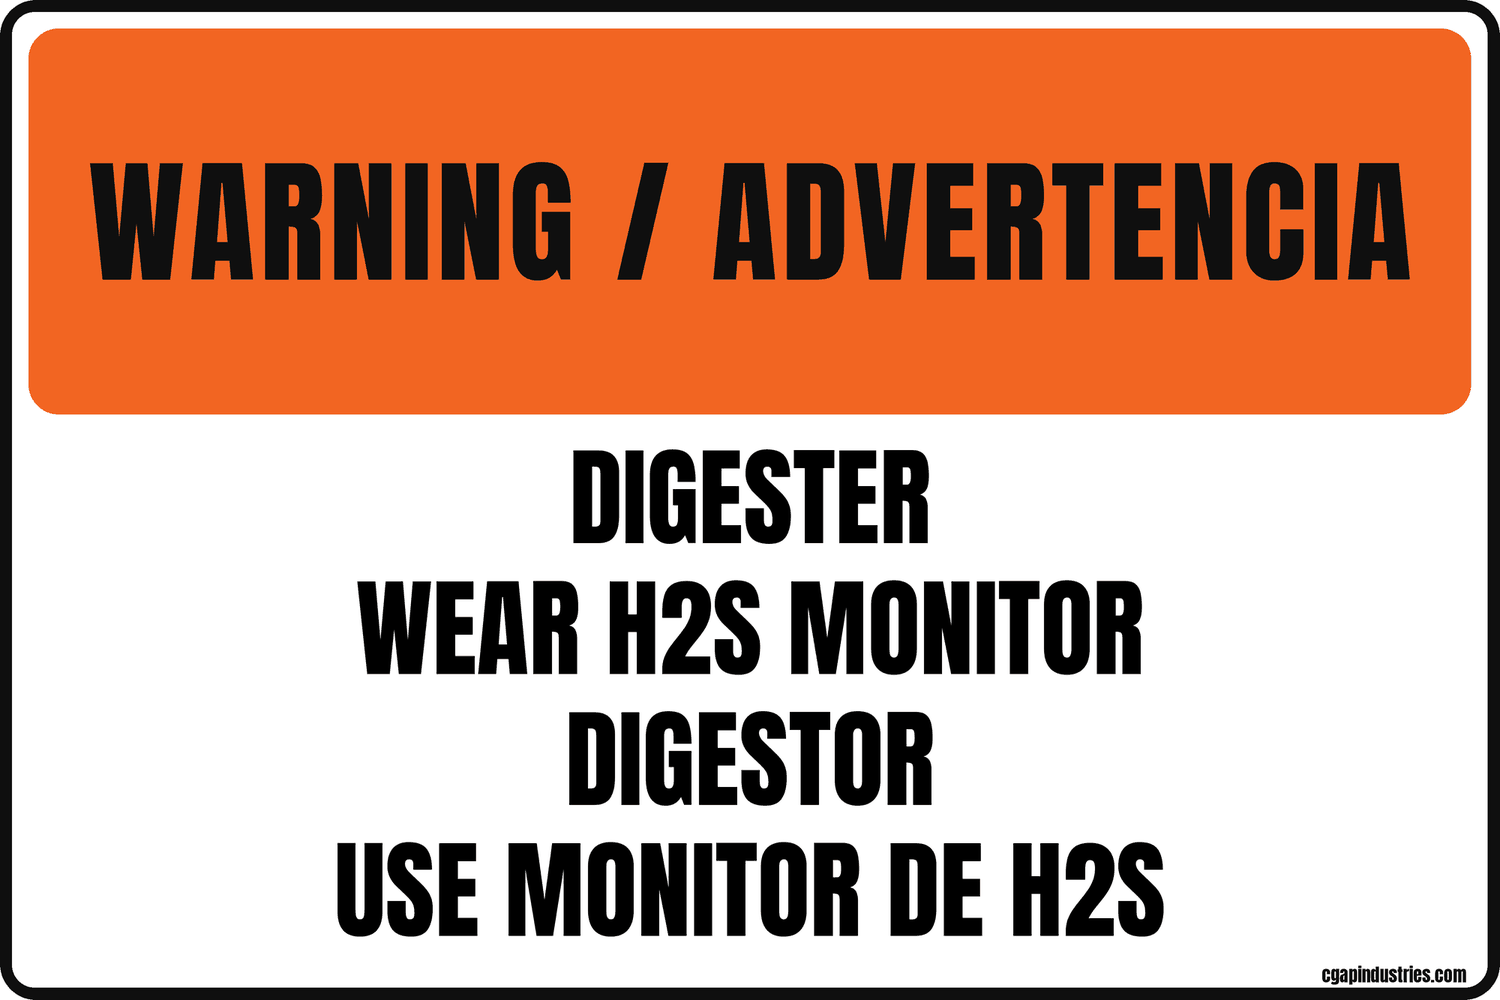 WARNING / ADVERTENCIA
DIGESTER
WEAR H2S MONITOR
DIGESTOR
USE MONITOR DE H2S
cgapindustries.com